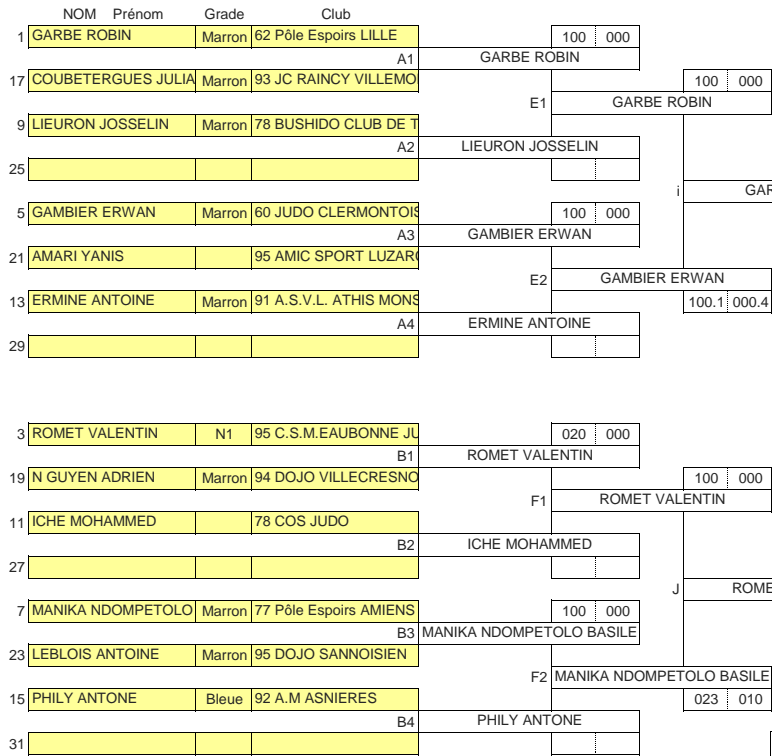 NOM Prénom Grade Club
1 GARBE ROBIN Marron 62 Pôle Espoirs LILLE 100 000
A1 GARBE ROBIN
17 COUBETERGUES JULIA Marron 93 JC RAINCY VILLEMO 100 000
E1 GARBE ROBIN
9 LIEURON JOSSELIN Marron 78 BUSHIDO CLUB DE T
A2 LIEURON JOSSELIN
25
i GAR
5 GAMBIER ERWAN Marron 60 JUDO CLERMONTOIS 100 000
A3 GAMBIER ERWAN
21 AMARI YANIS 95 AMIC SPORT LUZARC
E2 GAMBIER ERWAN
13 ERMINE ANTOINE Marron 91 A.S.V.L. ATHIS MONS 100.1 000.4
A4 ERMINE ANTOINE
29
3 ROMET VALENTIN N1 95 C.S.M.EAUBONNE JU 020 000
B1 ROMET VALENTIN
19 N GUYEN ADRIEN Marron 94 DOJO VILLECRESNO 100 000
F1 ROMET VALENTIN
11 ICHE MOHAMMED 78 COS JUDO
B2 ICHE MOHAMMED
27
J ROME
7 MANIKA NDOMPETOLO Marron 77 Pôle Espoirs AMIENS 100 000
B3 MANIKA NDOMPETOLO BASILE
23 LEBLOIS ANTOINE Marron 95 DOJO SANNOISIEN
F2 MANIKA NDOMPETOLO BASILE
15 PHILY ANTONE Bleue 92 A.M ASNIERES 023 010
B4 PHILY ANTONE
31